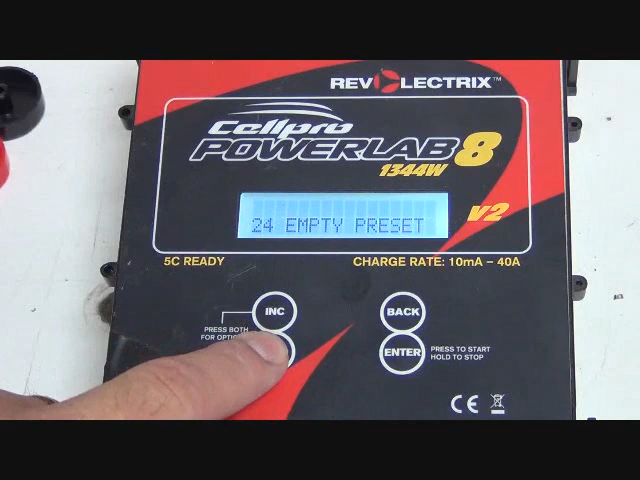 REVOLECTRIX™
Cellpro
POWERLAB 8
1344W
v2
24 EMPTY PRESET
5C READY
CHARGE RATE: 10mA – 40A
INC
BACK
PRESS BOTH
FOR
ENTER
PRESS TO START
HOLD TO STOP
CE